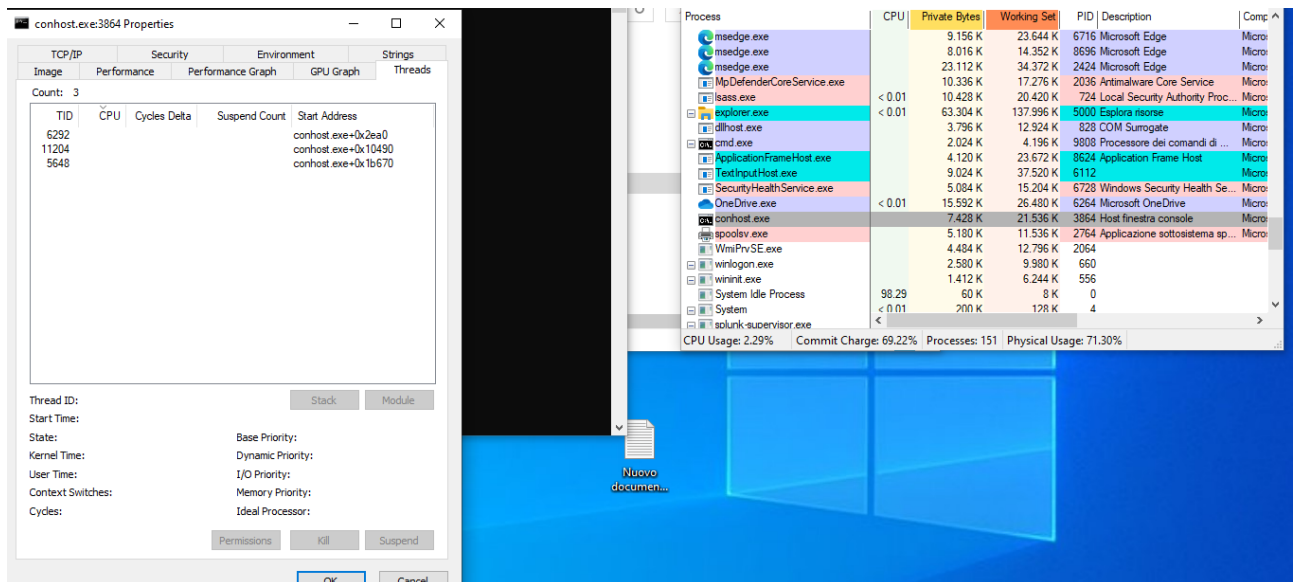 conhost.exe:3864 Properties
TCP/IP Security Environment Strings
Image Performance Performance Graph GPU Graph Threads
Count: 3
TID CPU Cycles Delta Suspend Count Start Address
6292 conhost.exe+0x2ea0
11204 conhost.exe+0x10490
5648 conhost.exe+0x1b670
Thread ID: Stack Module
Start Time:
State: Base Priority:
Kernel Time: Dynamic Priority:
User Time: I/O Priority:
Context Switches: Memory Priority:
Cycles: Ideal Processor:
Permissions Kill Suspend
OK Cancel
Process CPU Private Bytes Working Set PID Description Comp
msedge.exe 9.156 K 23.644 K 6716 Microsoft Edge Micro
msedge.exe 8.016 K 14.352 K 8696 Microsoft Edge Micro
msedge.exe 23.112 K 34.372 K 2424 Microsoft Edge Micro
MpDefenderCoreService.exe 10.336 K 17.276 K 2036 Antimalware Core Service Micro
lsass.exe < 0.01 10.428 K 20.420 K 724 Local Security Authority Proc... Micro
explorer.exe < 0.01 63.304 K 137.996 K 5000 Esplora risorse Micro
dllhost.exe 3.796 K 12.924 K 828 COM Surrogate Micro
cmd.exe 2.024 K 4.196 K 9808 Processore dei comandi di ... Micro
ApplicationFrameHost.exe 4.120 K 23.672 K 8624 Application Frame Host Micro
TextInputHost.exe 9.024 K 37.520 K 6112
SecurityHealthService.exe 5.084 K 15.204 K 6728 Windows Security Health Se... Micro
OneDrive.exe < 0.01 15.592 K 26.480 K 6264 Microsoft OneDrive Micro
conhost.exe 7.428 K 21.536 K 3864 Host finestra console Micro
spoolsv.exe 5.180 K 11.536 K 2764 Applicazione sottosistema sp... Micro
WmiPrvSE.exe 4.484 K 12.796 K 2064
winlogon.exe 2.580 K 9.980 K 660
wininit.exe 1.412 K 6.244 K 556
System Idle Process 98.29 60 K 8 K 0
System < 0.01 200 K 128 K 4
splunk-supervisor.exe
CPU Usage: 2.29% Commit Charge: 69.22% Processes: 151 Physical Usage: 71.30%
Nuovo
documen...